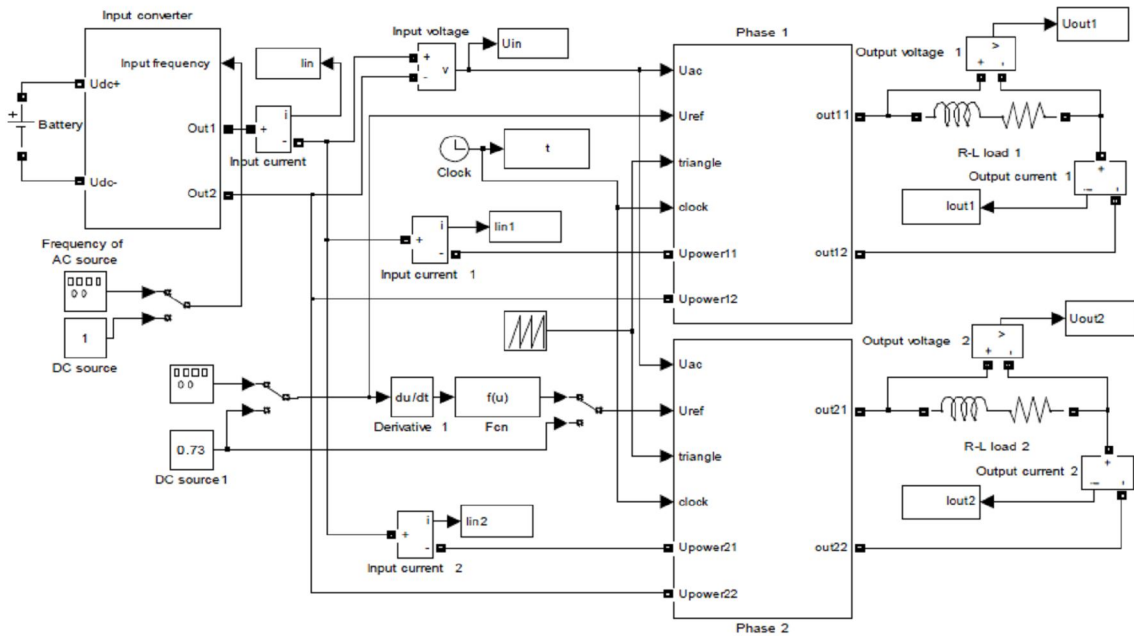 Input converter
Input frequency
Udc+
Battery
Udc-
Out1
Out2
Iin
i
+
-
Input current
Input voltage
+
-
v
Uin
Clock
t
i
+
-
Iin1
Input current 1
Frequency of
AC source
1
DC source
0.73
DC source1
du/dt
Derivative 1
f(u)
Fcn
i
+
-
Iin2
Input current 2
Phase 1
Uac
Uref
triangle
clock
Upower11
Upower12
out11
out12
Output voltage 1
>
+
-
Uout1
R-L load 1
Output current 1
+
-
i
Iout1
Uac
Uref
triangle
clock
Upower21
Upower22
out21
out22
Phase 2
Output voltage 2
>
+
-
Uout2
R-L load 2
Output current 2
+
-
i
Iout2